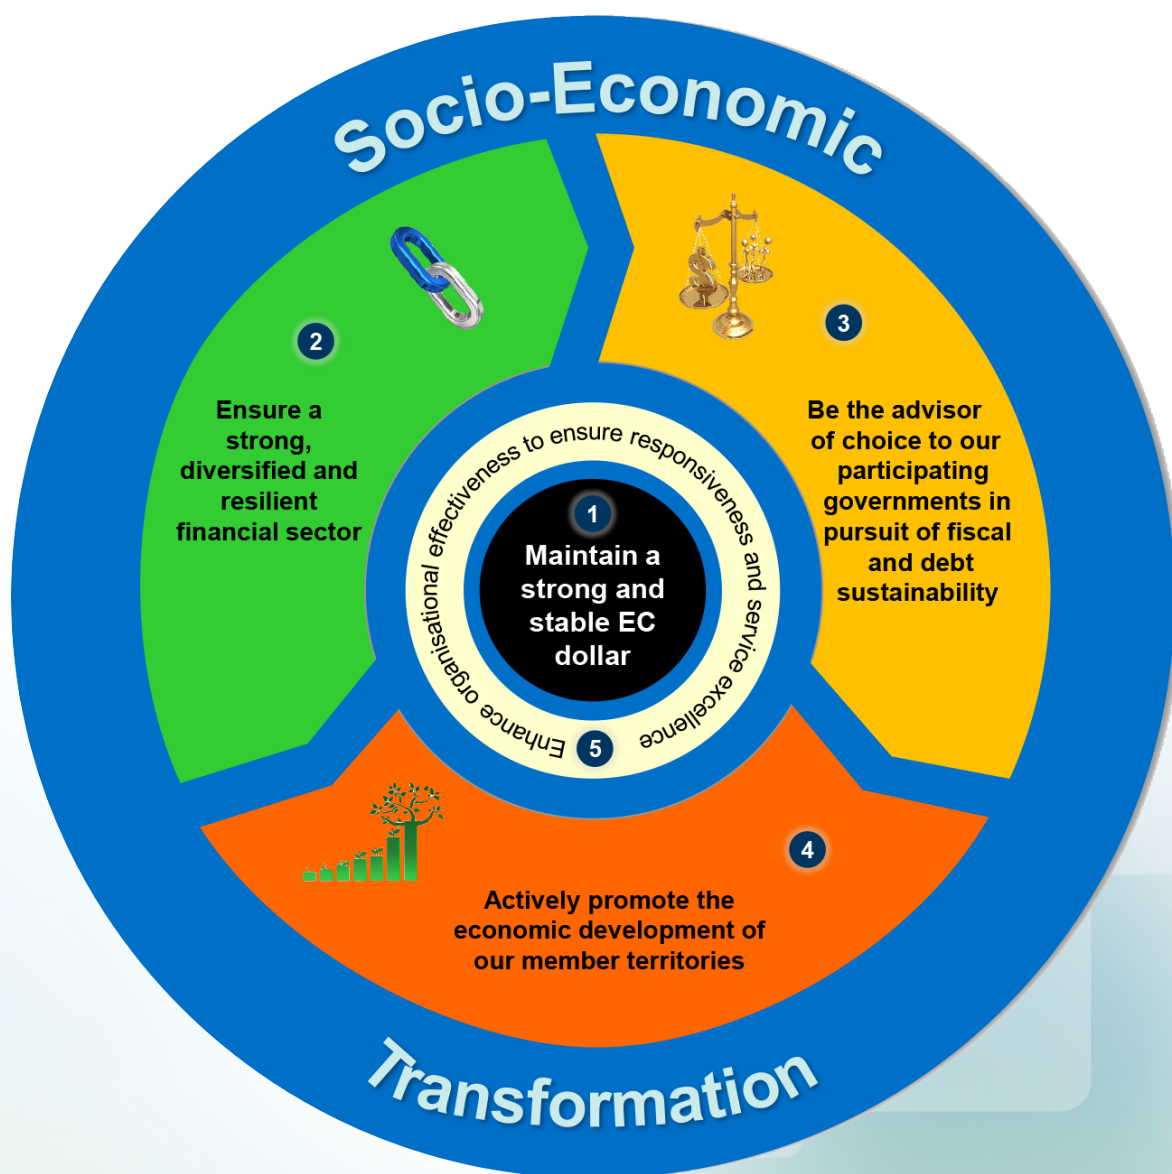 Socio-Economic
2
Ensure a
strong,
diversified and
resilient
financial sector
3
Be the advisor
of choice to our
participating
governments in
pursuit of fiscal
and debt
sustainability
1
Maintain a
strong and
stable EC
dollar
Enhance organisational effectiveness to ensure responsiveness and service excellence
5
4
Actively promote the
economic development of
our member territories
Transformation
$